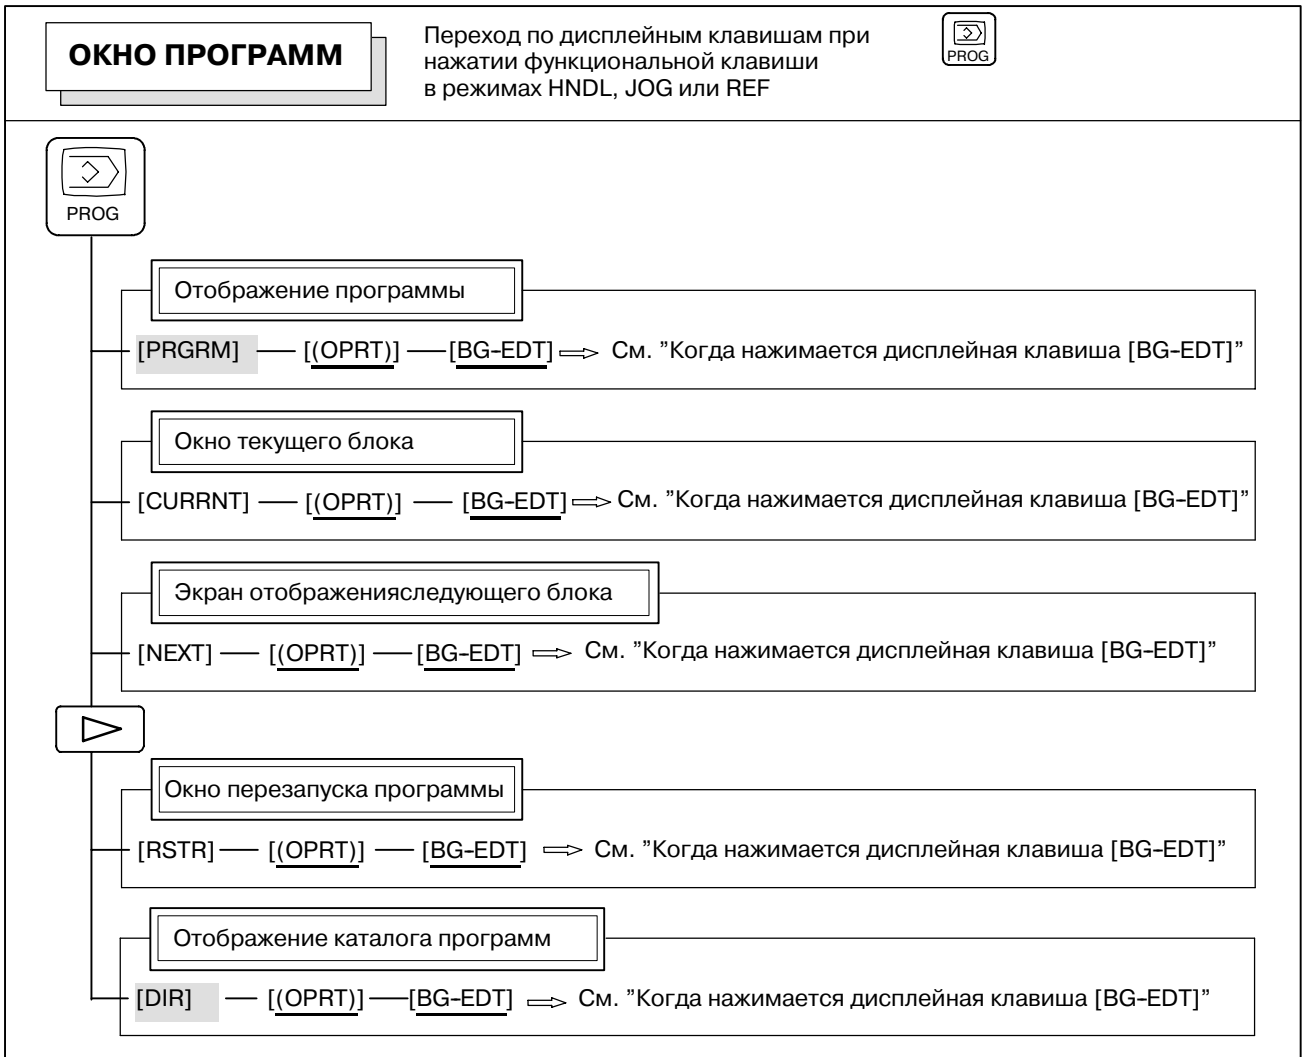 ОКНО ПРОГРАММ
Переход по дисплейным клавишам при
нажатии функциональной клавиши
в режимах HNDL, JOG или REF
PROG
PROG
Отображение программы
[PRGRM] [(OPRT)] [BG-EDT] См. ”Когда нажимается дисплейная клавиша [BG-EDT]”
Окно текущего блока
[CURRNT] [(OPRT)] [BG-EDT] См. ”Когда нажимается дисплейная клавиша [BG-EDT]”
Экран отображенияследующего блока
[NEXT] [(OPRT)] [BG-EDT] См. ”Когда нажимается дисплейная клавиша [BG-EDT]”
Окно перезапуска программы
[RSTR] [(OPRT)] [BG-EDT] См. ”Когда нажимается дисплейная клавиша [BG-EDT]”
Отображение каталога программ
[DIR] [(OPRT)] [BG-EDT] См. ”Когда нажимается дисплейная клавиша [BG-EDT]”